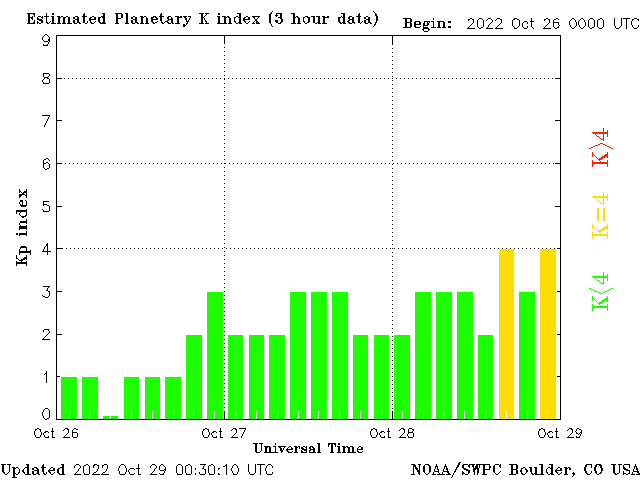 Estimated Planetary K index (3 hour data)
Begin: 2022 Oct 26 0000 UTC
9
8
7
6
5
4
3
2
1
0
Kp index
K>4
K=4
K<4
Oct 26
Oct 27
Oct 28
Oct 29
Universal Time
Updated 2022 Oct 29 00:30:10 UTC
NOAA/SWPC Boulder, CO USA